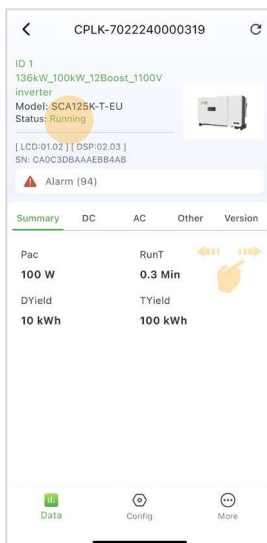 CPLK-7022240000319
ID 1
136kW_100kW_12Boost_1100V
inverter
Model: SCA125K-T-EU
Status: Running
[ LCD:01.02 ] [ DSP:02.03 ]
SN: CA0C3DBAAAEBB4AB
Alarm (94)
Summary DC AC Other Version
Pac RunT
100 W 0.3 Min
DYield TYield
10 kWh 100 kWh
Data Config More